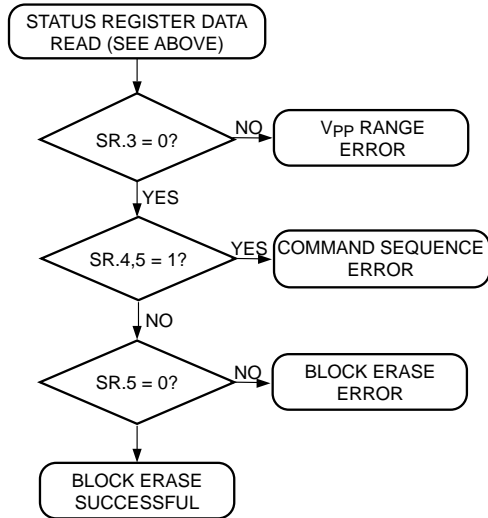 STATUS REGISTER DATA
READ (SEE ABOVE)
SR.3 = 0?
NO
VPP RANGE
ERROR
YES
SR.4,5 = 1?
YES
COMMAND SEQUENCE
ERROR
NO
SR.5 = 0?
NO
BLOCK ERASE
ERROR
BLOCK ERASE
SUCCESSFUL